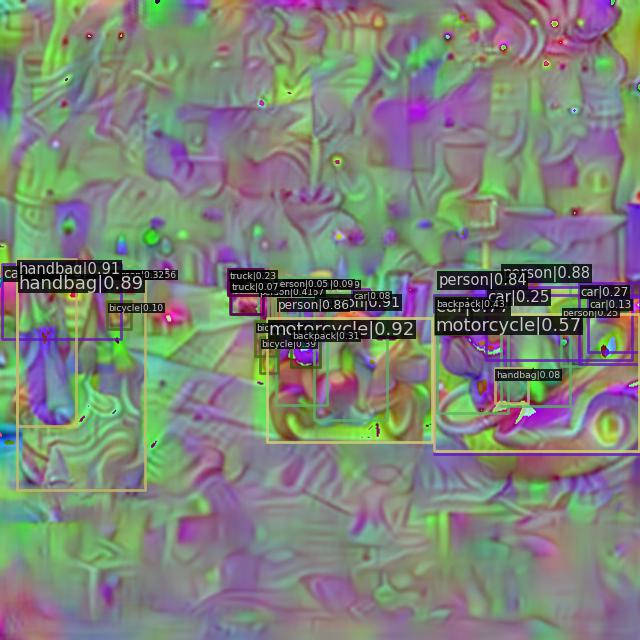 handbag|0.91
handbag|0.89
bicycle|0.10
truck|0.23
truck|0.07
person|0.86
car|0.08
motorcycle|0.92
backpack|0.31
bicycle|0.39
person|0.84
person|0.88
car|0.25
backpack|0.43
motorcycle|0.57
car|0.27
car|0.13
person|0.25
handbag|0.08